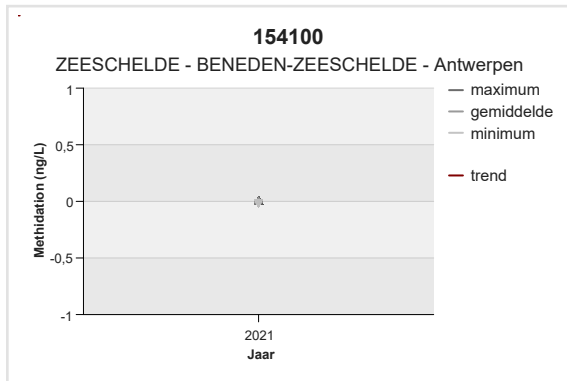 154100
ZEESCHELDE - BENEDEN-ZEESCHELDE - Antwerpen
maximum
gemiddelde
minimum
trend
Methidation (ng/L)
1
0,5
0
-0,5
-1
2021
Jaar